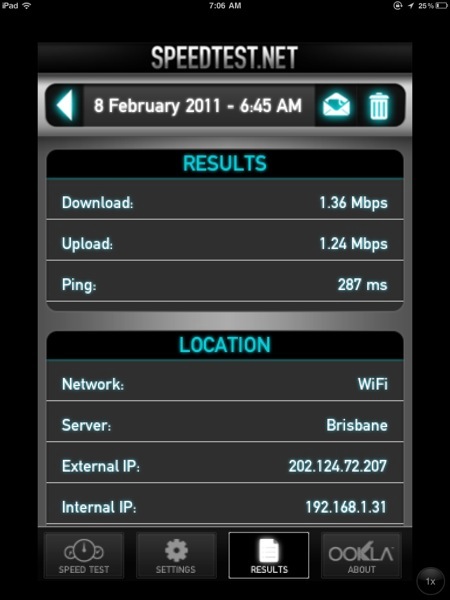 iPad 7:06 AM 25%
SPEEDTEST.NET
8 February 2011 - 6:45 AM
RESULTS
Download: 1.36 Mbps
Upload: 1.24 Mbps
Ping: 287 ms
LOCATION
Network: WiFi
Server: Brisbane
External IP: 202.124.72.207
Internal IP: 192.168.1.31
SPEED TEST SETTINGS RESULTS OOKLA ABOUT
1x